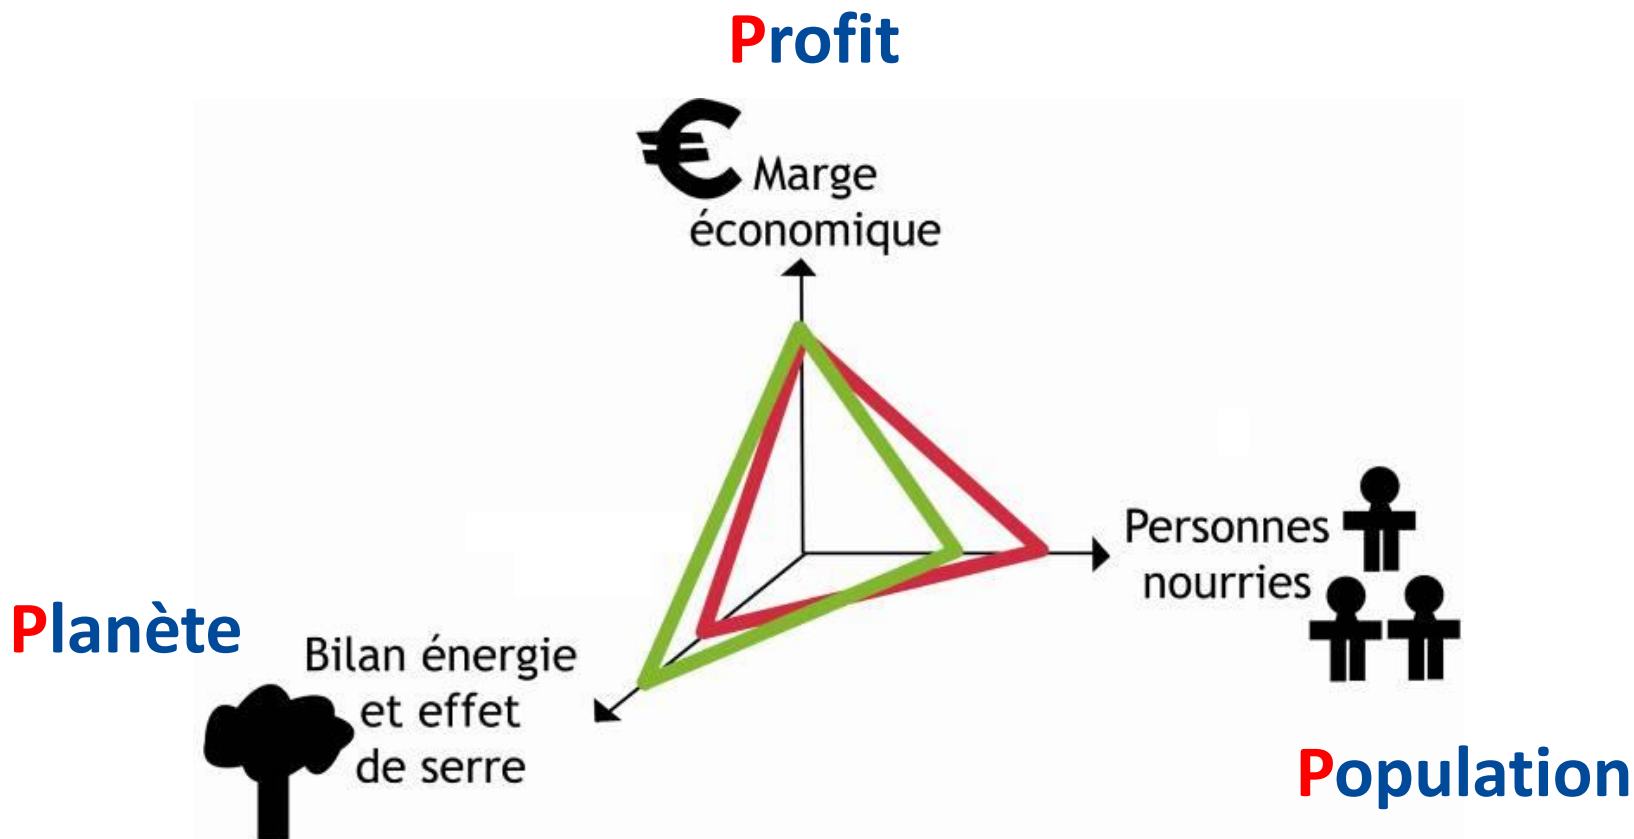 Profit
€ Marge
économique
Personnes
nourries
Planète
Bilan énergie
et effet
de serre
Population